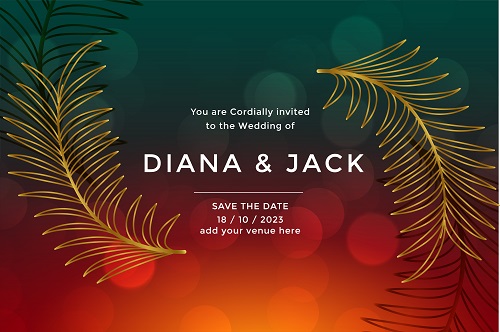 You are Cordially invited
to the Wedding of
DIANA & JACK
SAVE THE DATE
18 / 10 / 2023
add your venue here